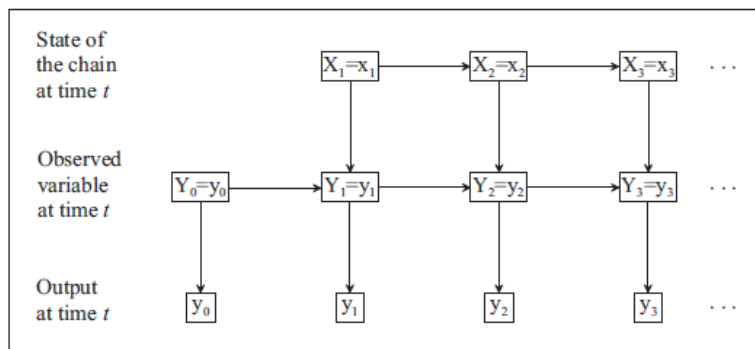 State of
the chain
at time t
X₁=x₁ X₂=x₂ X₃=x₃ ...
Observed
variable
at time t
Y₀=y₀ Y₁=y₁ Y₂=y₂ Y₃=y₃ ...
Output
at time t
y₀ y₁ y₂ y₃ ...